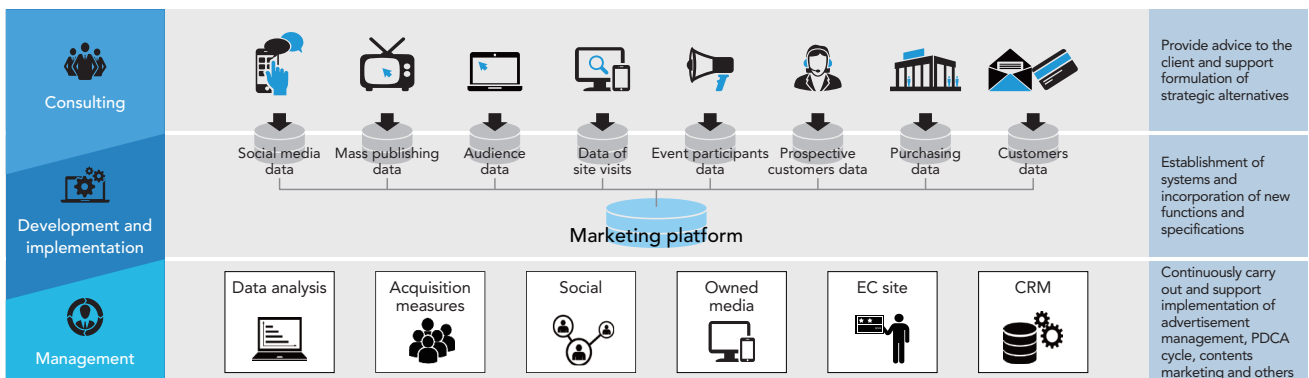 Consulting
Provide advice to the
client and support
formulation of
strategic alternatives
Social media
data
Mass publishing
data
Audience
data
Data of
site visits
Event participants
data
Prospective
customers data
Purchasing
data
Customers
data
Marketing platform
Development and
implementation
Establishment of
systems and
incorporation of new
functions and
specifications
Management
Data analysis
Acquisition
measures
Social
Owned
media
EC site
CRM
Continuously carry
out and support
implementation of
advertisement
management, PDCA
cycle, contents
marketing and others